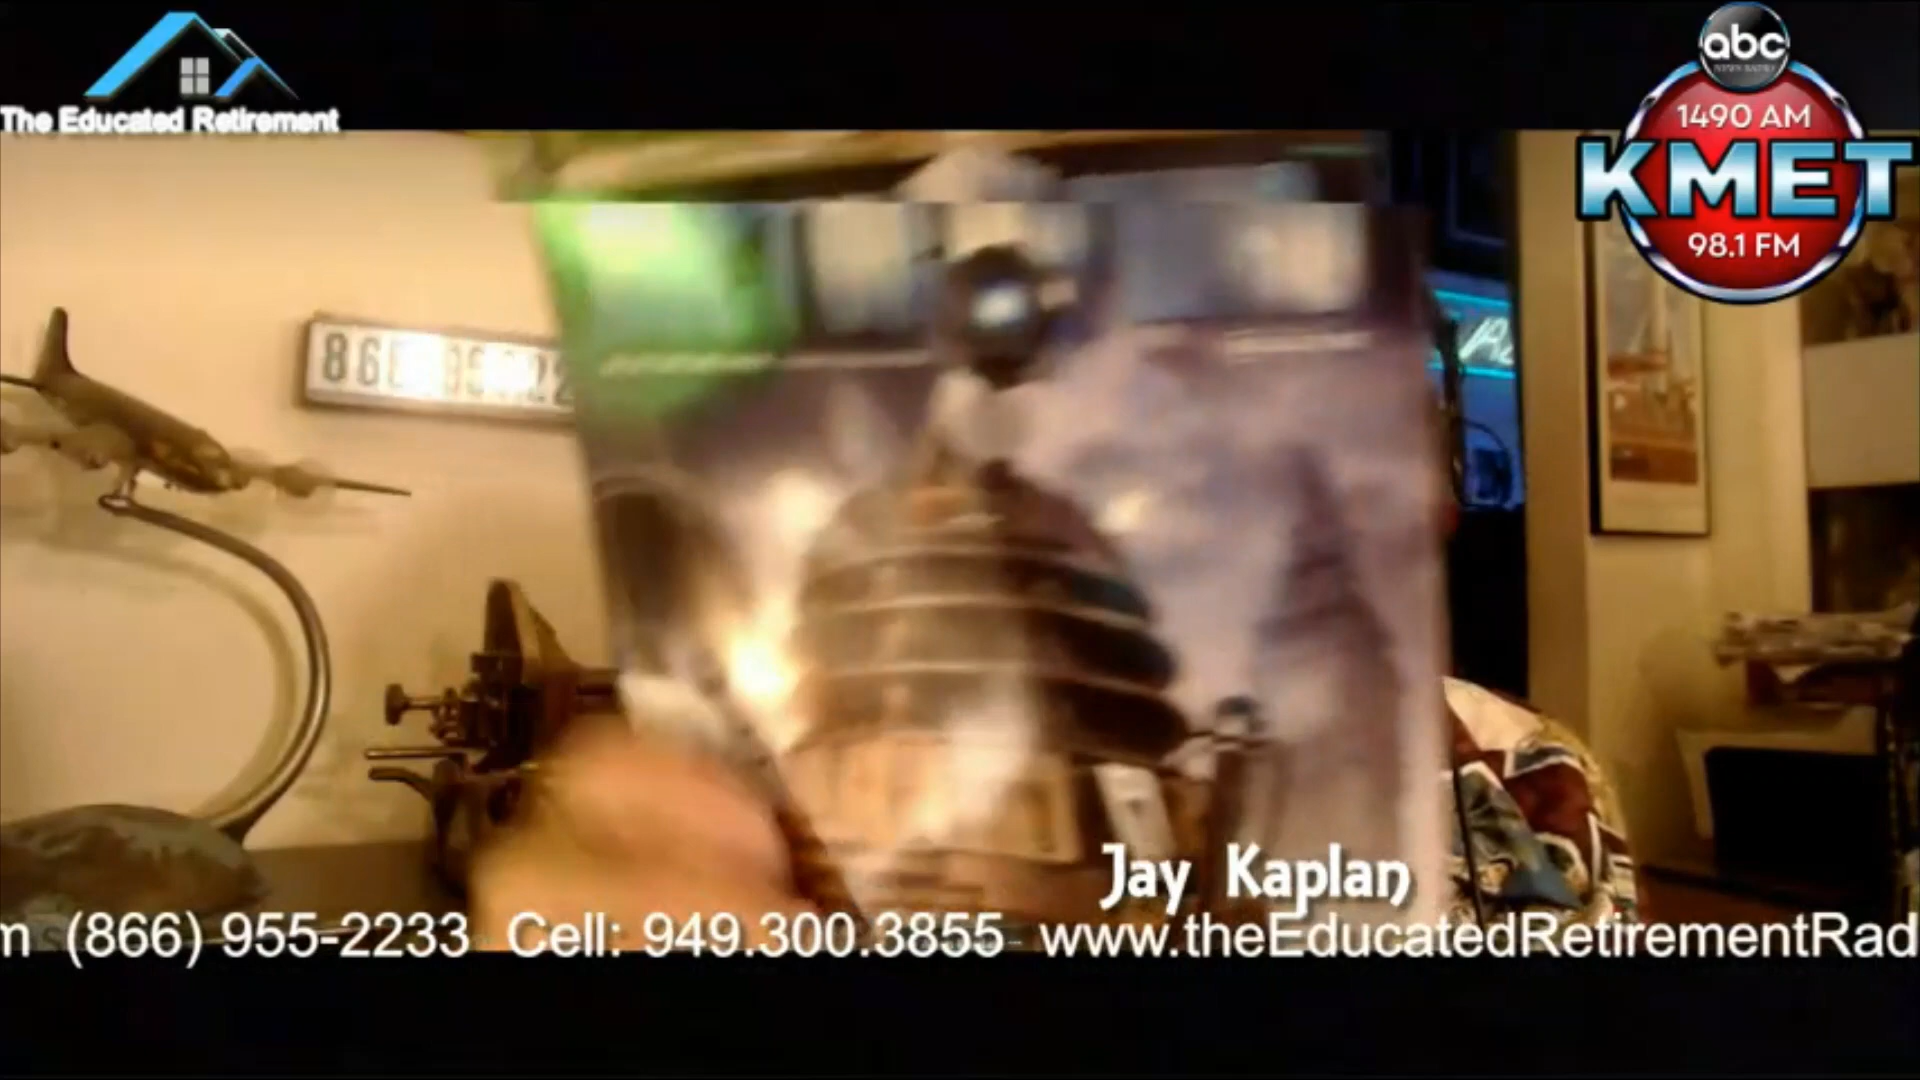 The Educated Retirement
abc
1490 AM
KMET
98.1 FM
Jay Kaplan
m (866) 955-2233 Cell: 949.300.3855 www.theEducatedRetirementRad